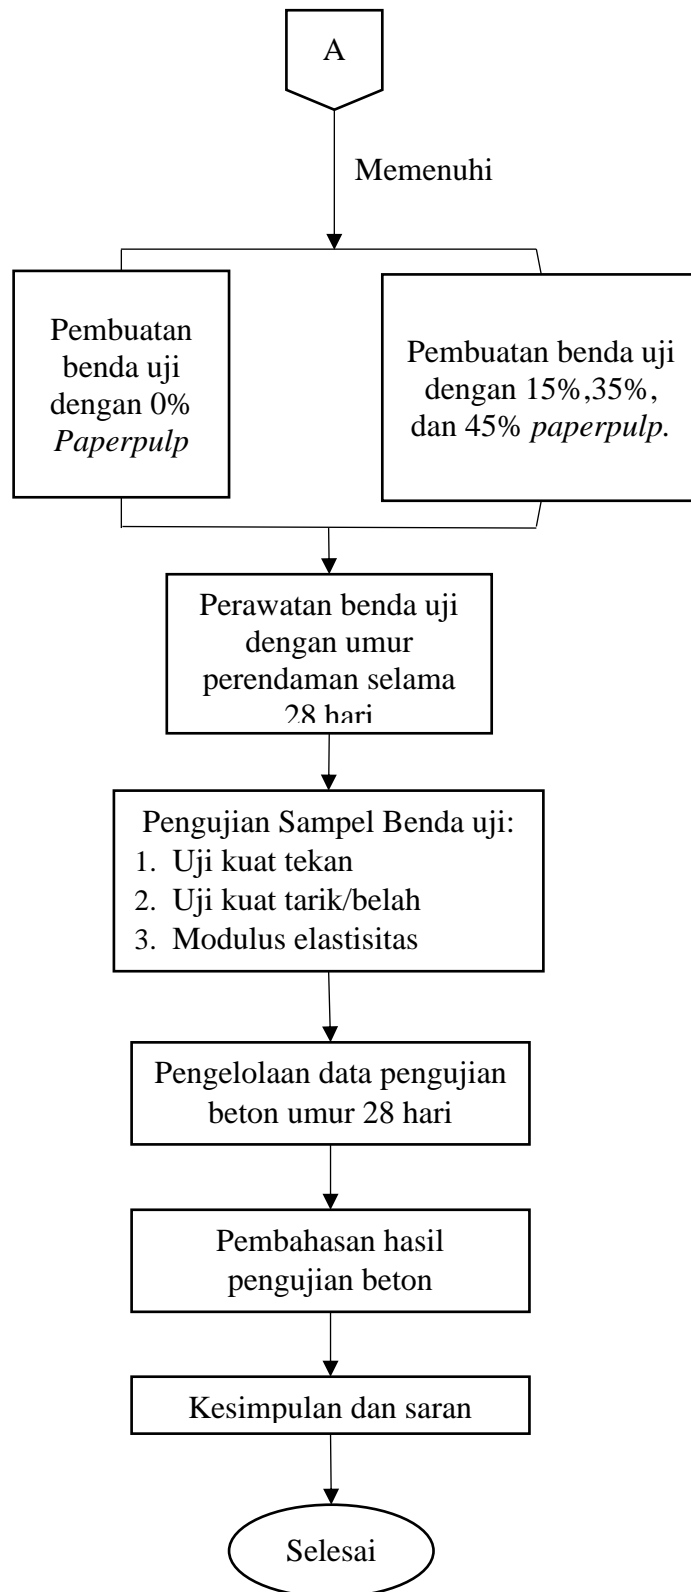 A
Memenuhi
Pembuatan
benda uji
dengan 0%
Paperpulp
Pembuatan benda uji
dengan 15%,35%,
dan 45% paperpulp.
Perawatan benda uji
dengan umur
perendaman selama
28 hari
Pengujian Sampel Benda uji:
1. Uji kuat tekan
2. Uji kuat tarik/belah
3. Modulus elastisitas
Pengelolaan data pengujian
beton umur 28 hari
Pembahasan hasil
pengujian beton
Kesimpulan dan saran
Selesai